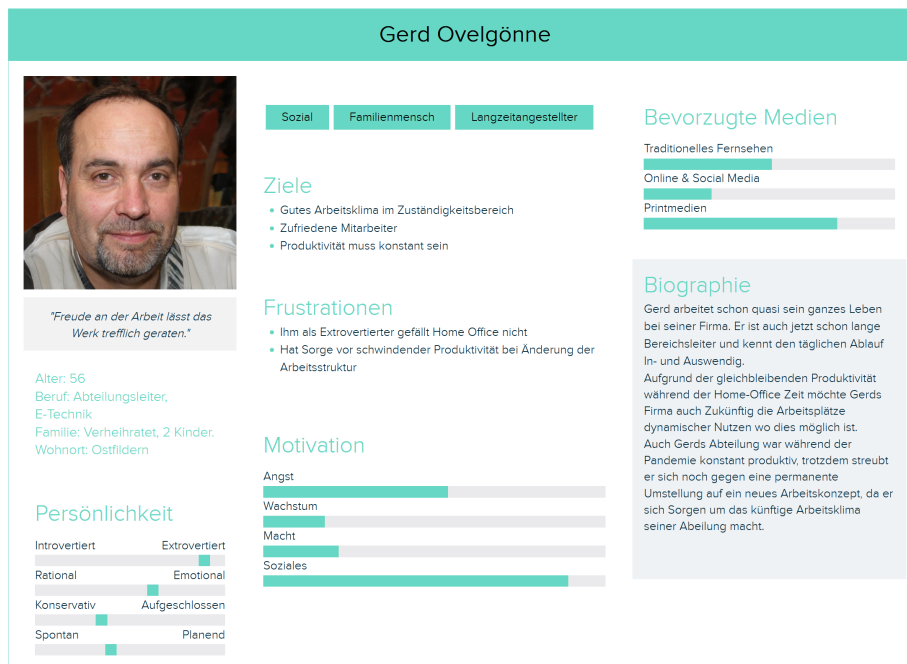 Gerd Ovelgönne
"Freude an der Arbeit lässt das
Werk trefflich geraten."
Alter: 56
Beruf: Abteilungsleiter,
E-Technik
Familie: Verheihratet, 2 Kinder.
Wohnort: Ostfildern
Persönlichkeit
Introvertiert Extrovertiert
Rational Emotional
Konservativ Aufgeschlossen
Spontan Planend
Sozial Familienmensch Langzeitangestellter
Ziele
Gutes Arbeitsklima im Zuständigkeitsbereich
Zufriedene Mitarbeiter
Produktivität muss konstant sein
Frustrationen
Ihm als Extrovertierter gefällt Home Office nicht
Hat Sorge vor schwindender Produktivität bei Änderung der
Arbeitsstruktur
Motivation
Angst
Wachstum
Macht
Soziales
Bevorzugte Medien
Traditionelles Fernsehen
Online & Social Media
Printmedien
Biographie
Gerd arbeitet schon quasi sein ganzes Leben
bei seiner Firma. Er ist auch jetzt schon lange
Bereichsleiter und kennt den täglichen Ablauf
In- und Auswendig.
Aufgrund der gleichbleibenden Produktivität
während der Home-Office Zeit möchte Gerds
Firma auch Zukünftig die Arbeitsplätze
dynamischer Nutzen wo dies möglich ist.
Auch Gerds Abteilung war während der
Pandemie konstant produktiv, trotzdem streubt
er sich noch gegen eine permanente
Umstellung auf ein neues Arbeitskonzept, da er
sich Sorgen um das künftige Arbeitsklima
seiner Abeilung macht.